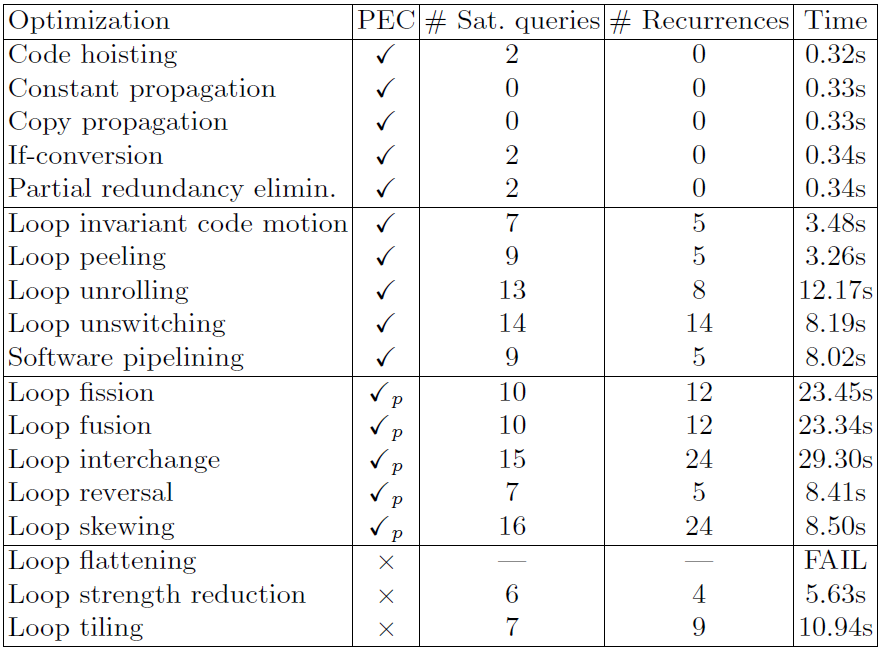 Optimization PEC # Sat. queries # Recurrences Time
Code hoisting ✓ 2 0 0.32s
Constant propagation ✓ 0 0 0.33s
Copy propagation ✓ 0 0 0.33s
If-conversion ✓ 2 0 0.34s
Partial redundancy elimin. ✓ 2 0 0.34s
Loop invariant code motion ✓ 7 5 3.48s
Loop peeling ✓ 9 5 3.26s
Loop unrolling ✓ 13 8 12.17s
Loop unswitching ✓ 14 14 8.19s
Software pipelining ✓ 9 5 8.02s
Loop fission ✓p 10 12 23.45s
Loop fusion ✓p 10 12 23.34s
Loop interchange ✓p 15 24 29.30s
Loop reversal ✓p 7 5 8.41s
Loop skewing ✓p 16 24 8.50s
Loop flattening × — — FAIL
Loop strength reduction × 6 4 5.63s
Loop tiling × 7 9 10.94s